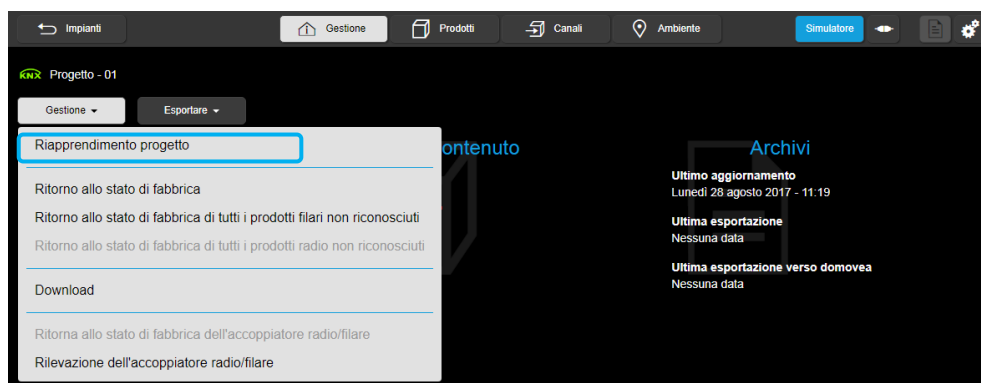 Impianti
Gestione
Prodotti
Canali
Ambiente
Simulatore
KNX Progetto - 01
Gestione
Esportare
Riapprendimento progetto
Ritorno allo stato di fabbrica
Ritorno allo stato di fabbrica di tutti i prodotti filari non riconosciuti
Ritorno allo stato di fabbrica di tutti i prodotti radio non riconosciuti
Download
Ritorna allo stato di fabbrica dell'accoppiatore radio/filare
Rilevazione dell'accoppiatore radio/filare
ontenuto
Archivi
Ultimo aggiornamento
Lunedì 28 agosto 2017 - 11:19
Ultima esportazione
Nessuna data
Ultima esportazione verso domovea
Nessuna data